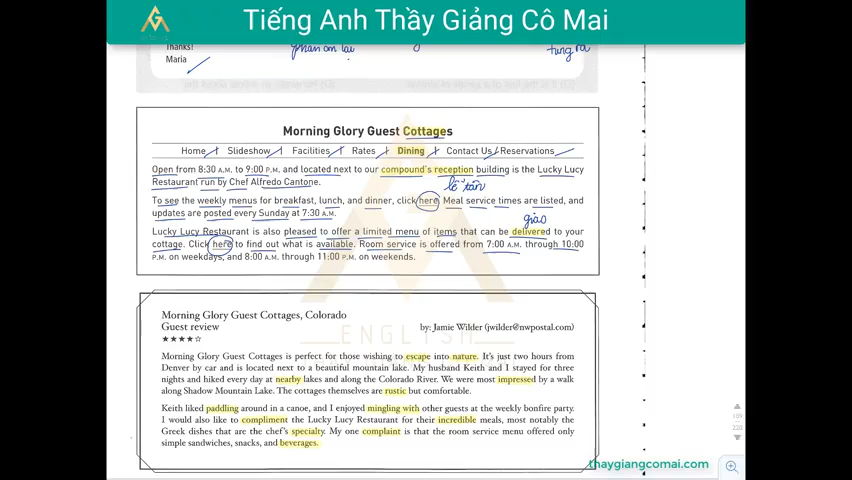 Tiếng Anh Thầy Giảng Cô Mai
Thanks!
Maria
phàn àn lại
tung ra
Morning Glory Guest Cottages
Home Slideshow Facilities Rates Dining Contact Us/Reservations
Open from 8:30 A.M. to 9:00 P.M. and located next to our compound's reception building is the Lucky Lucy
Restaurant run by Chef Alfredo Cantone.
lễ tân
To see the weekly menus for breakfast, lunch, and dinner, click here. Meal service times are listed, and
updates are posted every Sunday at 7:30 A.M.
giao
Lucky Lucy Restaurant is also pleased to offer a limited menu of items that can be delivered to your
cottage. Click here to find out what is available. Room service is offered from 7:00 A.M. through 10:00
P.M. on weekdays, and 8:00 A.M. through 11:00 P.M. on weekends.
Morning Glory Guest Cottages, Colorado
Guest review by: Jamie Wilder (jwilder@nwpostal.com)
★★★★☆
Morning Glory Guest Cottages is perfect for those wishing to escape into nature. It's just two hours from
Denver by car and is located next to a beautiful mountain lake. My husband Keith and I stayed for three
nights and hiked every day at nearby lakes and along the Colorado River. We were most impressed by a walk
along Shadow Mountain Lake. The cottages themselves are rustic but comfortable.
Keith liked paddling around in a canoe, and I enjoyed mingling with other guests at the weekly bonfire party.
I would also like to compliment the Lucky Lucy Restaurant for their incredible meals, most notably the
Greek dishes that are the chef's specialty. My one complaint is that the room service menu offered only
simple sandwiches, snacks, and beverages.
ENGLISH
thaygiangcomai.com
109
220